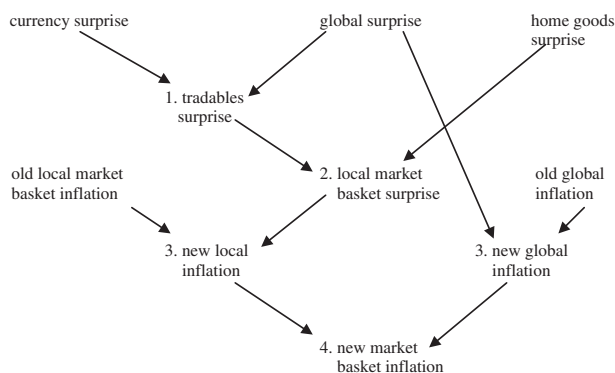 currency surprise
global surprise
home goods
surprise
1. tradables
surprise
old local market
basket inflation
2. local market
basket surprise
old global
inflation
3. new local
inflation
3. new global
inflation
4. new market
basket inflation